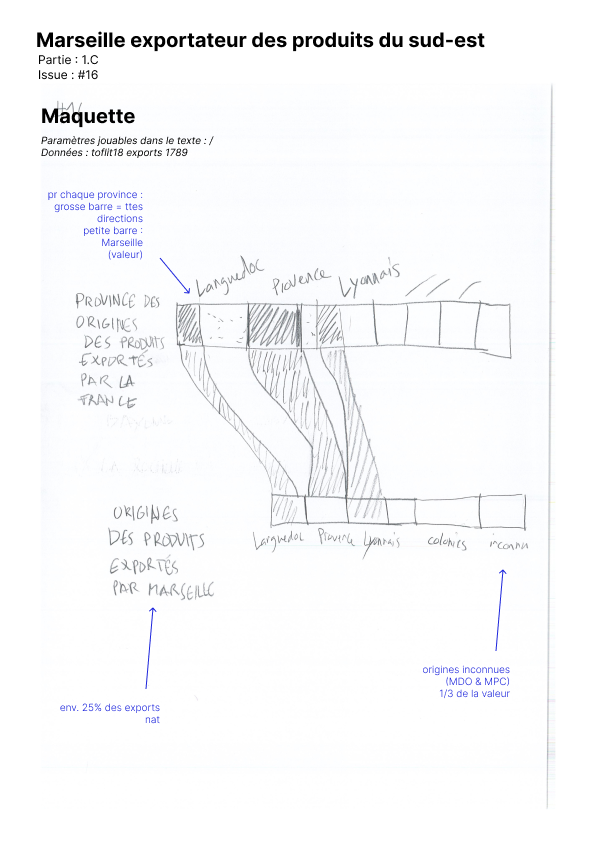 Marseille exportateur des produits du sud-est
Partie : 1.C
Issue : #16
Maquette
Paramètres jouables dans le texte : /
Données : toflit18 exports 1789
pr chaque province :
grosse barre = ttes
directions
petite barre :
Marseille
(valeur)
Languedoc Provence Lyonnais
PROVINCE DES
ORIGINES
DES PRODUITS
EXPORTÉS
PAR LA
FRANCE
ORIGINES
DES PRODUITS
EXPORTÉS
PAR MARSEILLE
Languedoc Provence Lyonnais colonies inconnu
origines inconnues
(MDO & MPC)
1/3 de la valeur
env. 25% des exports
nat